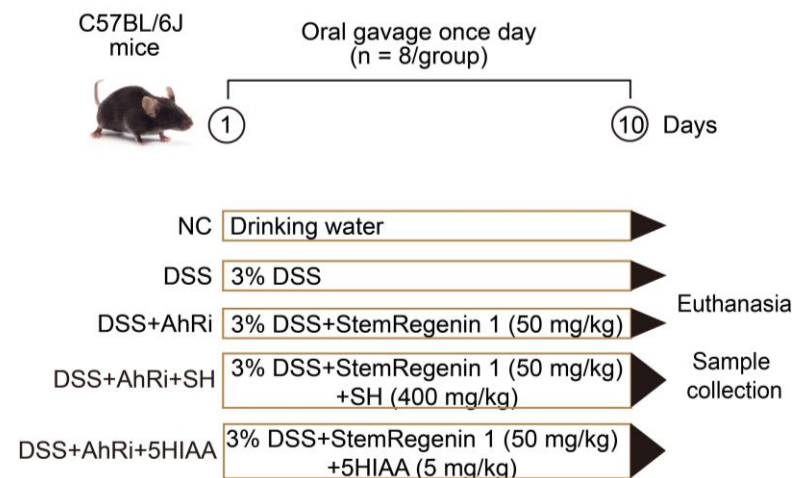 C57BL/6J
mice
Oral gavage once day
(n = 8/group)
1
10 Days
NC Drinking water
DSS 3% DSS
DSS+AhRi 3% DSS+StemRegenin 1 (50 mg/kg)
Euthanasia
DSS+AhRi+SH 3% DSS+StemRegenin 1 (50 mg/kg)
+SH (400 mg/kg)
Sample
collection
DSS+AhRi+5HIAA 3% DSS+StemRegenin 1 (50 mg/kg)
+5HIAA (5 mg/kg)